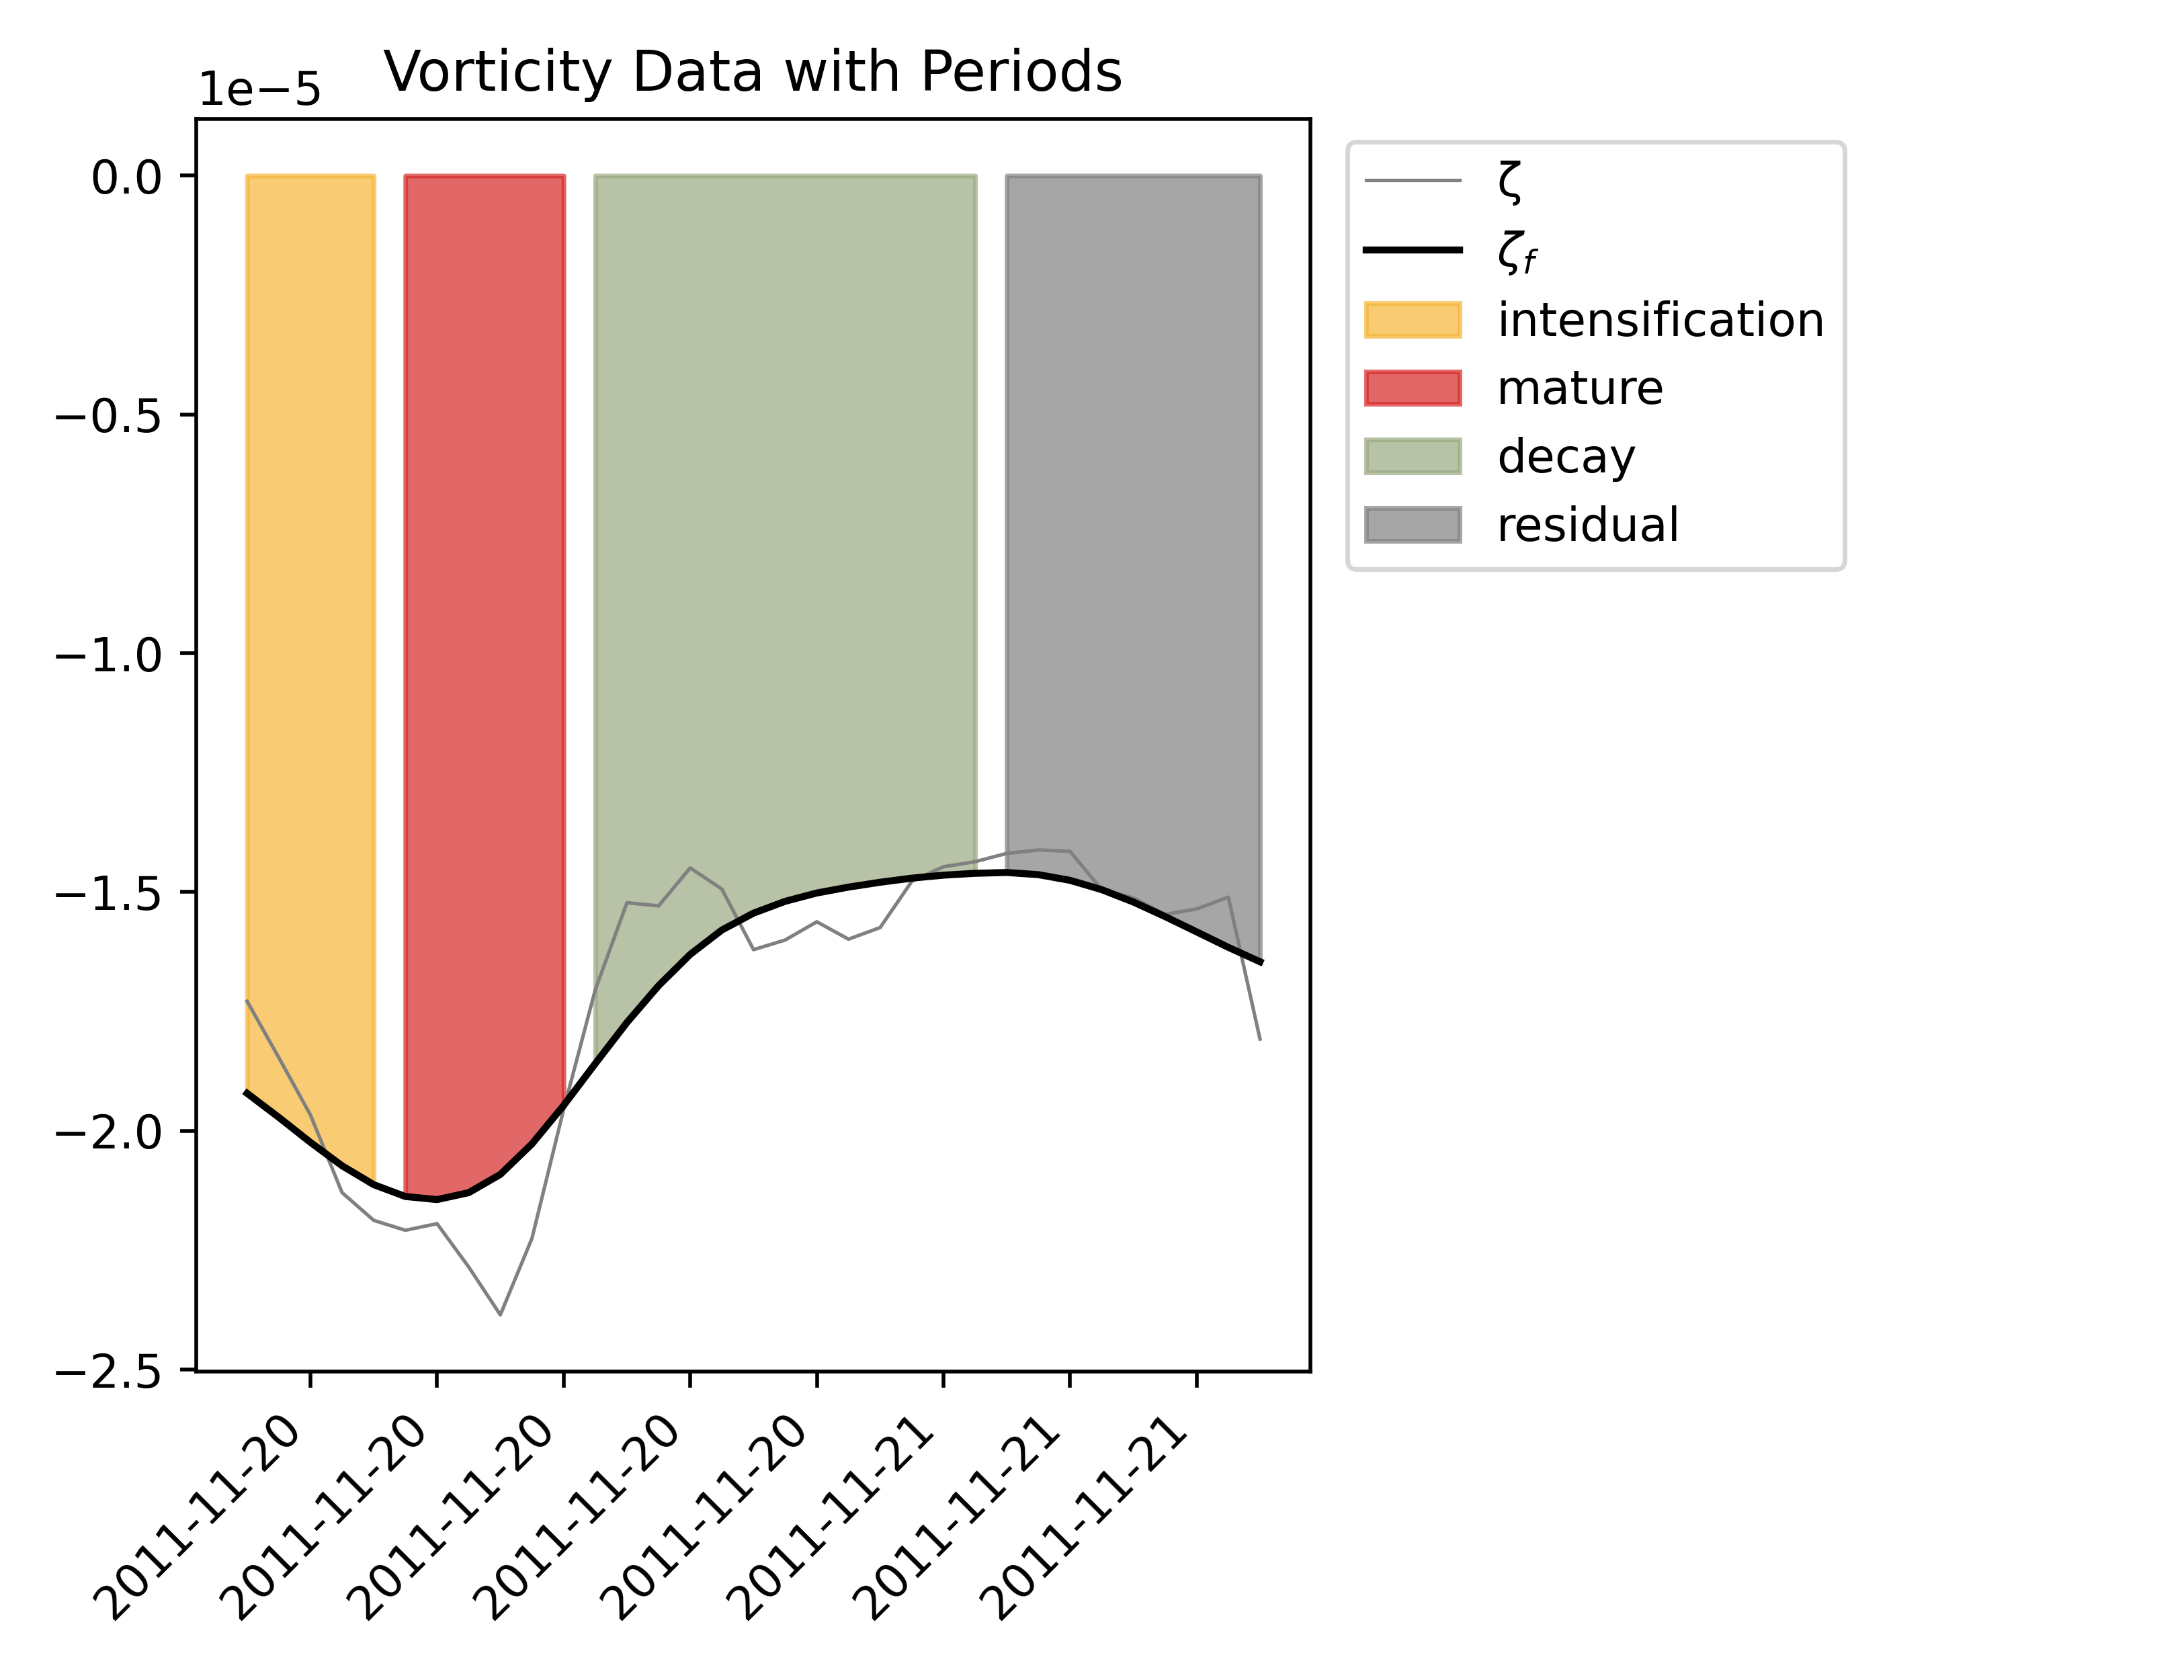 Vorticity Data with Periods
1e−5
0.0
−0.5
−1.0
−1.5
−2.0
−2.5
2011-11-20
2011-11-20
2011-11-20
2011-11-20
2011-11-20
2011-11-21
2011-11-21
2011-11-21
ζ
ζf
intensification
mature
decay
residual